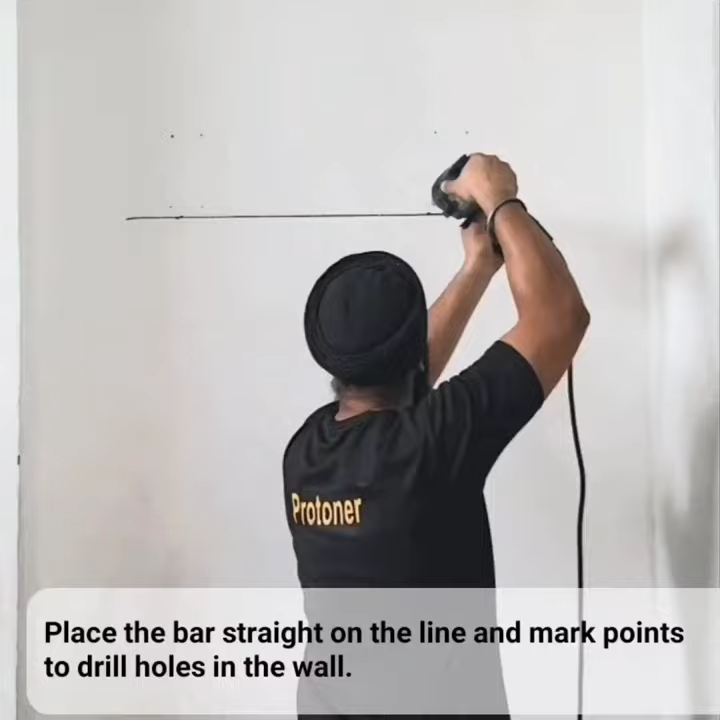 Protoner
Place the bar straight on the line and mark points
to drill holes in the wall.